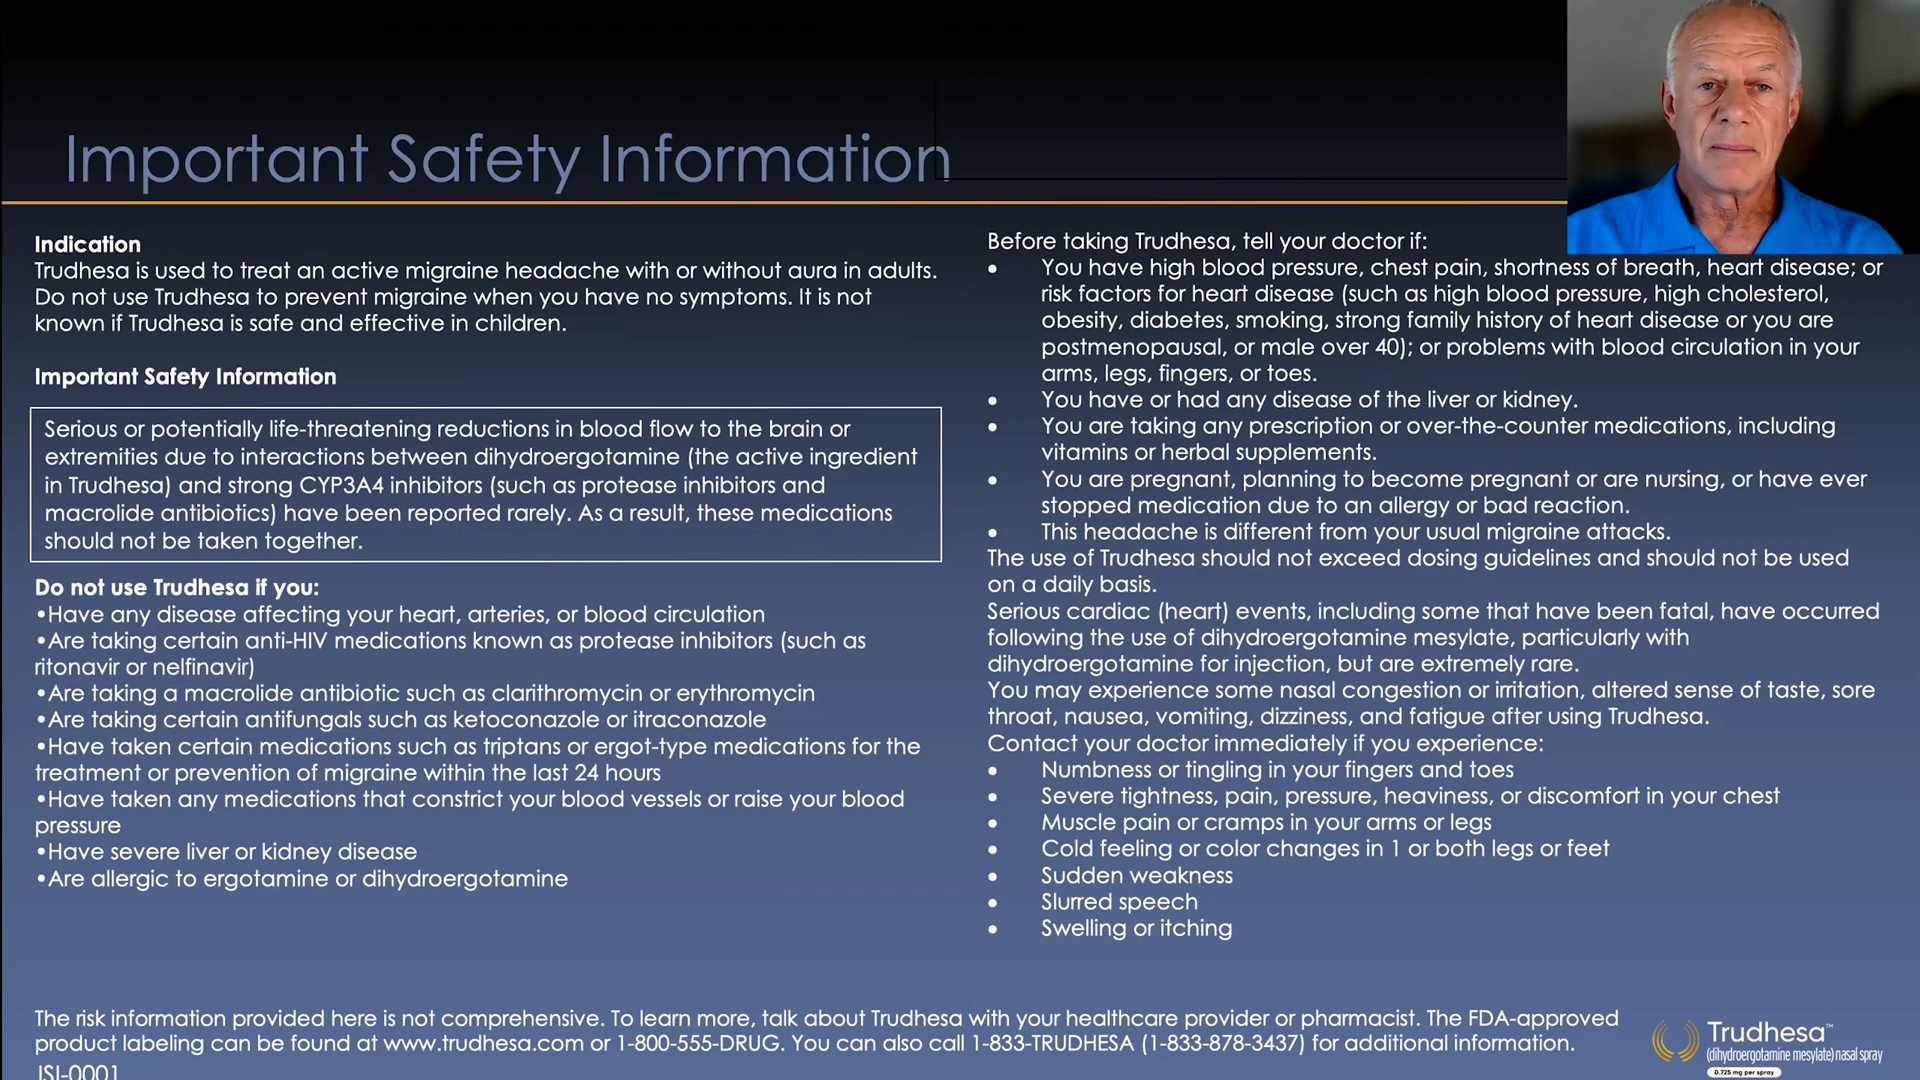 Important Safety Information
Indication
Trudhesa is used to treat an active migraine headache with or without aura in adults.
Do not use Trudhesa to prevent migraine when you have no symptoms. It is not
known if Trudhesa is safe and effective in children.
Important Safety Information
Serious or potentially life-threatening reductions in blood flow to the brain or
extremities due to interactions between dihydroergotamine (the active ingredient
in Trudhesa) and strong CYP3A4 inhibitors (such as protease inhibitors and
macrolide antibiotics) have been reported rarely. As a result, these medications
should not be taken together.
Do not use Trudhesa if you:
•Have any disease affecting your heart, arteries, or blood circulation
•Are taking certain anti-HIV medications known as protease inhibitors (such as
ritonavir or nelfinavir)
•Are taking a macrolide antibiotic such as clarithromycin or erythromycin
•Are taking certain antifungals such as ketoconazole or itraconazole
•Have taken certain medications such as triptans or ergot-type medications for the
treatment or prevention of migraine within the last 24 hours
•Have taken any medications that constrict your blood vessels or raise your blood
pressure
•Have severe liver or kidney disease
•Are allergic to ergotamine or dihydroergotamine
Before taking Trudhesa, tell your doctor if:
• You have high blood pressure, chest pain, shortness of breath, heart disease; or
risk factors for heart disease (such as high blood pressure, high cholesterol,
obesity, diabetes, smoking, strong family history of heart disease or you are
postmenopausal, or male over 40); or problems with blood circulation in your
arms, legs, fingers, or toes.
• You have or had any disease of the liver or kidney.
• You are taking any prescription or over-the-counter medications, including
vitamins or herbal supplements.
• You are pregnant, planning to become pregnant or are nursing, or have ever
stopped medication due to an allergy or bad reaction.
• This headache is different from your usual migraine attacks.
The use of Trudhesa should not exceed dosing guidelines and should not be used
on a daily basis.
Serious cardiac (heart) events, including some that have been fatal, have occurred
following the use of dihydroergotamine mesylate, particularly with
dihydroergotamine for injection, but are extremely rare.
You may experience some nasal congestion or irritation, altered sense of taste, sore
throat, nausea, vomiting, dizziness, and fatigue after using Trudhesa.
Contact your doctor immediately if you experience:
• Numbness or tingling in your fingers and toes
• Severe tightness, pain, pressure, heaviness, or discomfort in your chest
• Muscle pain or cramps in your arms or legs
• Cold feeling or color changes in 1 or both legs or feet
• Sudden weakness
• Slurred speech
• Swelling or itching
The risk information provided here is not comprehensive. To learn more, talk about Trudhesa with your healthcare provider or pharmacist. The FDA-approved
product labeling can be found at www.trudhesa.com or 1-800-555-DRUG. You can also call 1-833-TRUDHESA (1-833-878-3437) for additional information.
ISI-0001
Trudhesa™
(dihydroergotamine mesylate) nasal spray
0.725 mg per spray